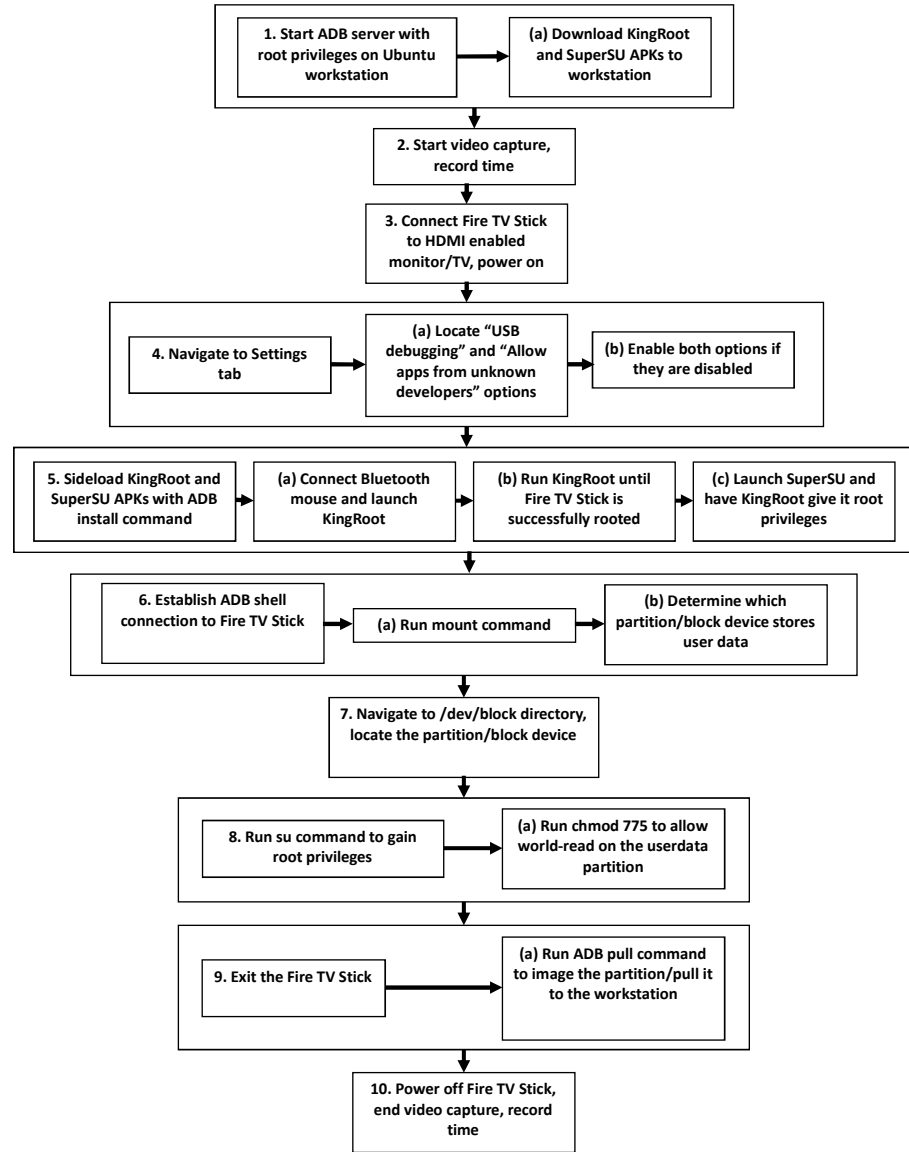 1. Start ADB server with
root privileges on Ubuntu
workstation
(a) Download KingRoot
and SuperSU APKs to
workstation
2. Start video capture,
record time
3. Connect Fire TV Stick
to HDMI enabled
monitor/TV, power on
4. Navigate to Settings
tab
(a) Locate “USB
debugging” and “Allow
apps from unknown
developers” options
(b) Enable both options if
they are disabled
5. Sideload KingRoot and
SuperSU APKs with ADB
install command
(a) Connect Bluetooth
mouse and launch
KingRoot
(b) Run KingRoot until
Fire TV Stick is
successfully rooted
(c) Launch SuperSU and
have KingRoot give it root
privileges
6. Establish ADB shell
connection to Fire TV Stick
(a) Run mount command
(b) Determine which
partition/block device stores
user data
7. Navigate to /dev/block directory,
locate the partition/block device
8. Run su command to gain
root privileges
(a) Run chmod 775 to allow
world-read on the userdata
partition
9. Exit the Fire TV Stick
(a) Run ADB pull command
to image the partition/pull it
to the workstation
10. Power off Fire TV Stick,
end video capture, record
time